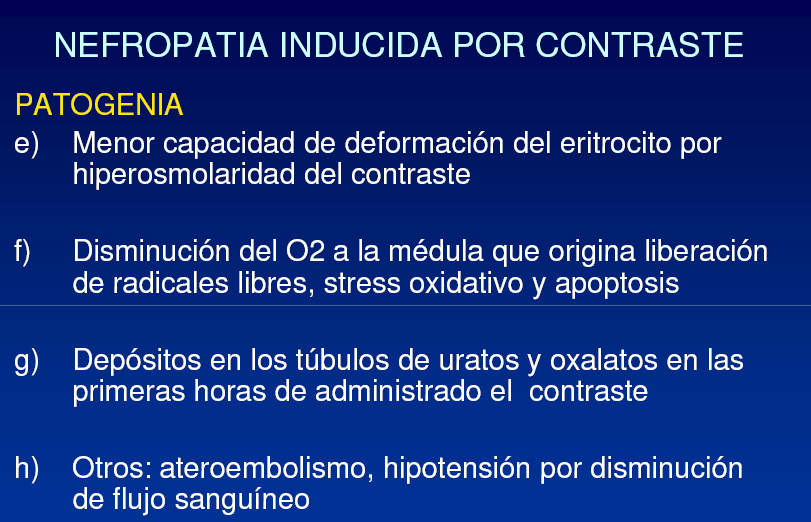 NEFROPATIA INDUCIDA POR CONTRASTE
PATOGENIA
e) Menor capacidad de deformación del eritrocito por
hiperosmolaridad del contraste
f) Disminución del O2 a la médula que origina liberación
de radicales libres, stress oxidativo y apoptosis
g) Depósitos en los túbulos de uratos y oxalatos en las
primeras horas de administrado el contraste
h) Otros: ateroembolismo, hipotensión por disminución
de flujo sanguíneo